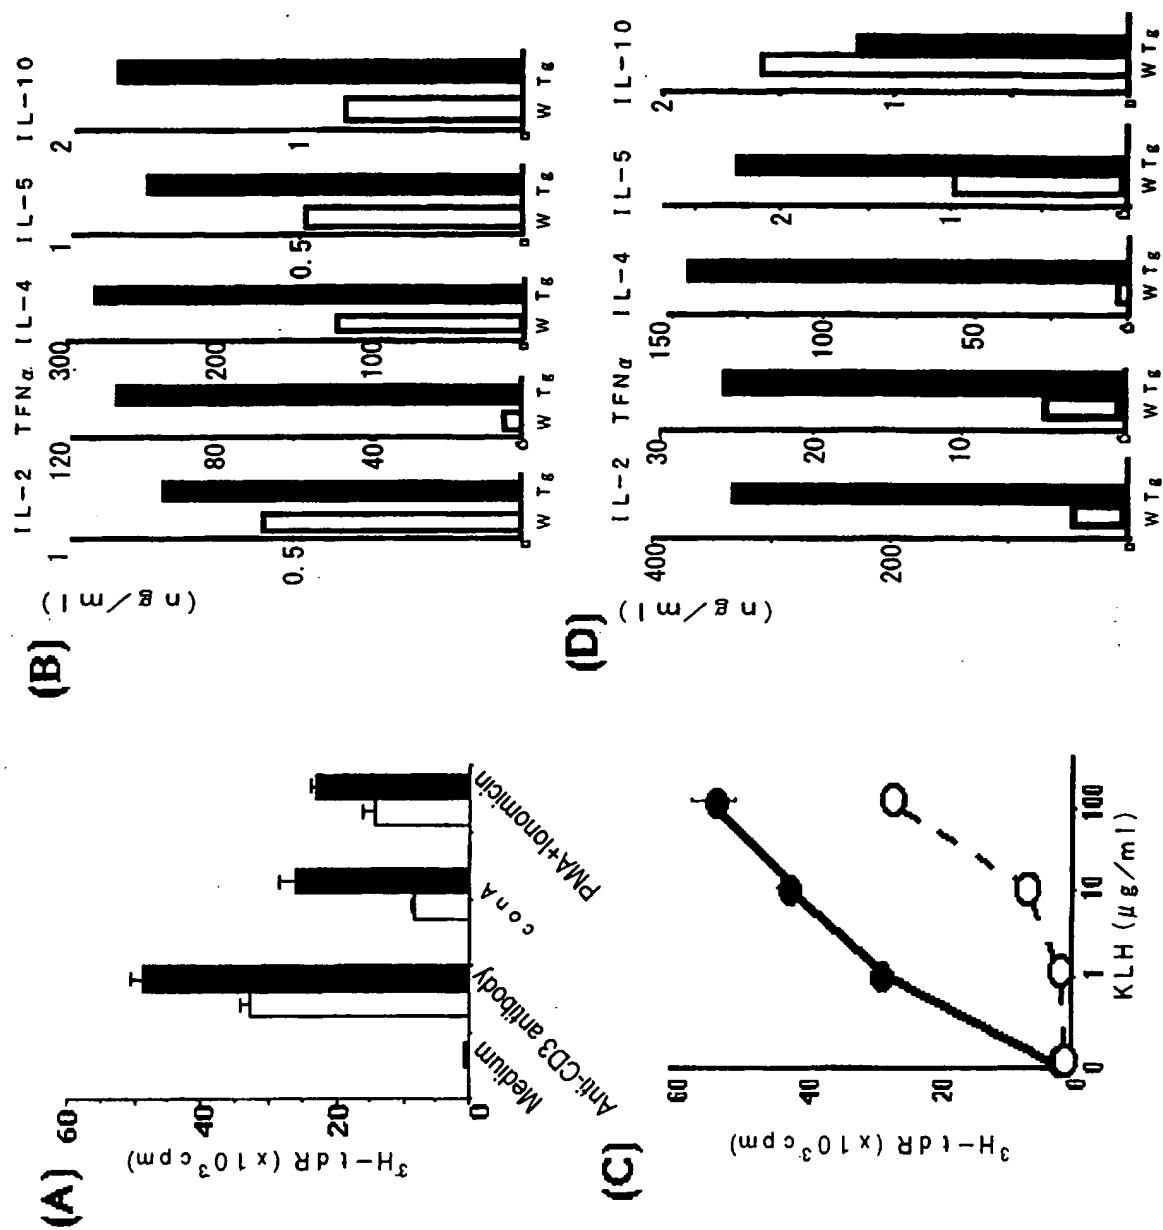 (A)
³H-tdR (x10³cpm)
60
40
20
0
Medium
Anti-CD3 antibody
conA
PMA+Ionomicin
(B)
(ng/ml)
IL-2 TFNα IL-4 IL-5 IL-10
1
0.5
0
W Tg
120
80
40
0
W Tg
300
200
100
0
W Tg
1
0.5
0
W Tg
2
1
0
W Tg
(C)
³H-tdR (x10³cpm)
60
40
20
0
0 1 10 100
KLH (μg/ml)
(D)
(ng/ml)
IL-2 TFNα IL-4 IL-5 IL-10
400
200
0
W Tg
30
20
10
0
W Tg
150
100
50
0
W Tg
2
1
0
W Tg
2
1
0
W Tg